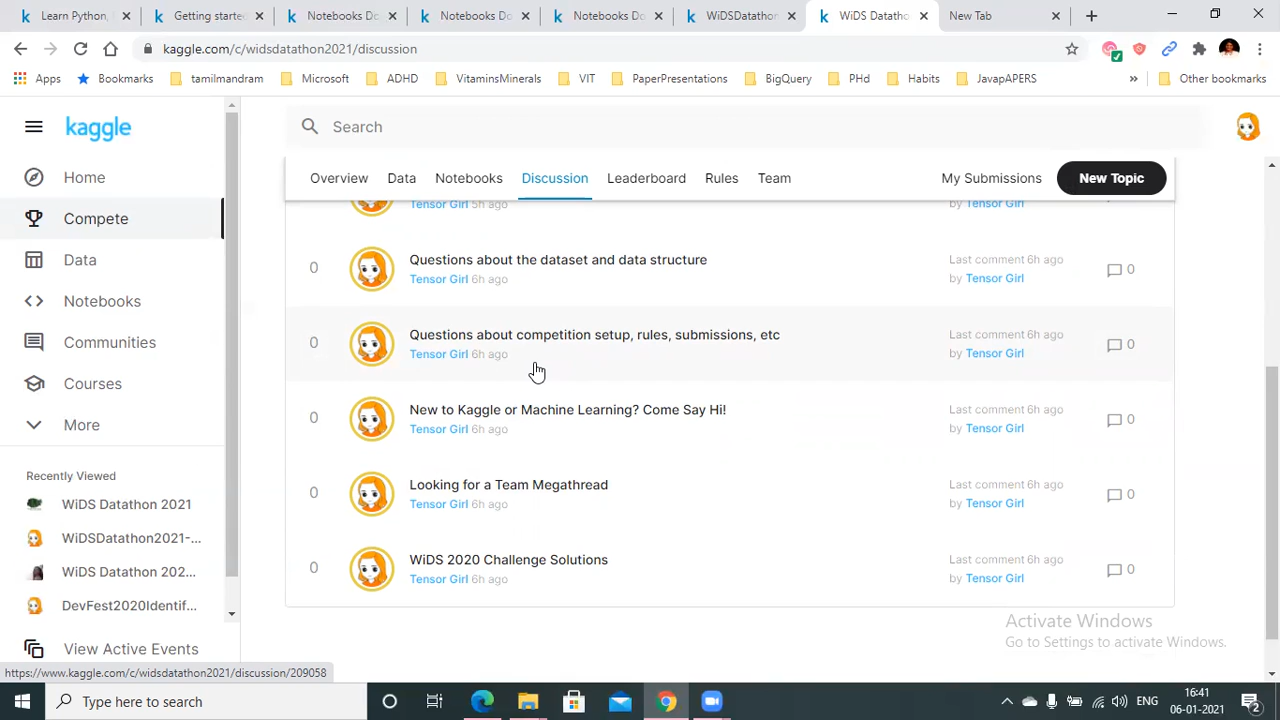 Learn Python,
Getting started
Notebooks Do
Notebooks Do
Notebooks Do
WiDSDatathon
WiDS Datatho
New Tab
kaggle.com/c/widsdatathon2021/discussion
Apps
Bookmarks
tamilmandram
Microsoft
ADHD
VitaminsMinerals
VIT
PaperPresentations
BigQuery
PHd
Habits
JavapAPERS
»
Other bookmarks
kaggle
Search
Home
Compete
Data
Notebooks
Communities
Courses
More
Recently Viewed
WiDS Datathon 2021
WiDSDatathon2021-...
WiDS Datathon 202...
DevFest2020Identif...
View Active Events
Overview Data Notebooks Discussion Leaderboard Rules Team My Submissions New Topic
Tensor Girl 5h ago
by Tensor Girl
0 Questions about the dataset and data structure Last comment 6h ago 0
Tensor Girl 6h ago by Tensor Girl
0 Questions about competition setup, rules, submissions, etc Last comment 6h ago 0
Tensor Girl 6h ago by Tensor Girl
0 New to Kaggle or Machine Learning? Come Say Hi! Last comment 6h ago 0
Tensor Girl 6h ago by Tensor Girl
0 Looking for a Team Megathread Last comment 6h ago 0
Tensor Girl 6h ago by Tensor Girl
0 WiDS 2020 Challenge Solutions Last comment 6h ago 0
Tensor Girl 6h ago by Tensor Girl
Activate Windows
Go to Settings to activate Windows.
https://www.kaggle.com/c/widsdatathon2021/discussion/209058
Type here to search
ENG
16:41
06-01-2021
2